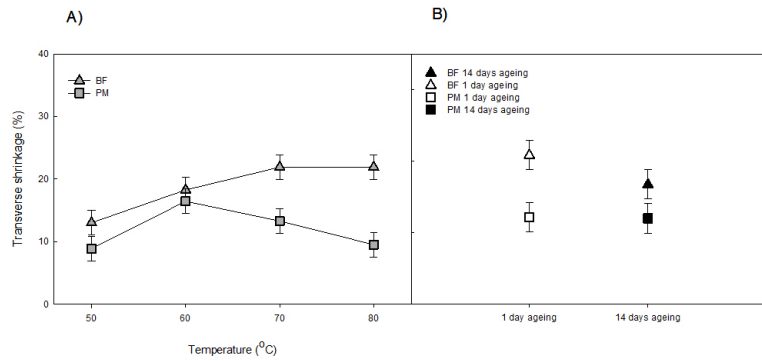 A)
B)
40
30
20
10
0
Transverse shrinkage (%)
BF
PM
50
60
70
80
Temperature (°C)
BF 14 days ageing
BF 1 day ageing
PM 1 day ageing
PM 14 days ageing
1 day ageing
14 days ageing